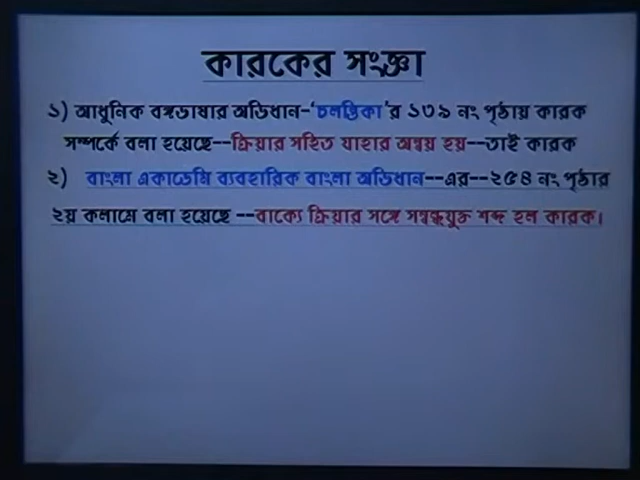 কারকের সংজ্ঞা
১) আধুনিক বঙ্গভাষার অভিধান-'চলন্তিকা'র ১৩৯ নং পৃষ্ঠায় কারক
সম্পর্কে বলা হয়েছে--ক্রিয়ার সহিত যাহার অন্বয় হয়--তাই কারক
২) বাংলা একাডেমি ব্যবহারিক বাংলা অভিধান--এর--২৫৪ নং পৃষ্ঠার
২য় কলামে বলা হয়েছে --বাক্যে ক্রিয়ার সঙ্গে সম্বন্ধযুক্ত শব্দ হল কারক।